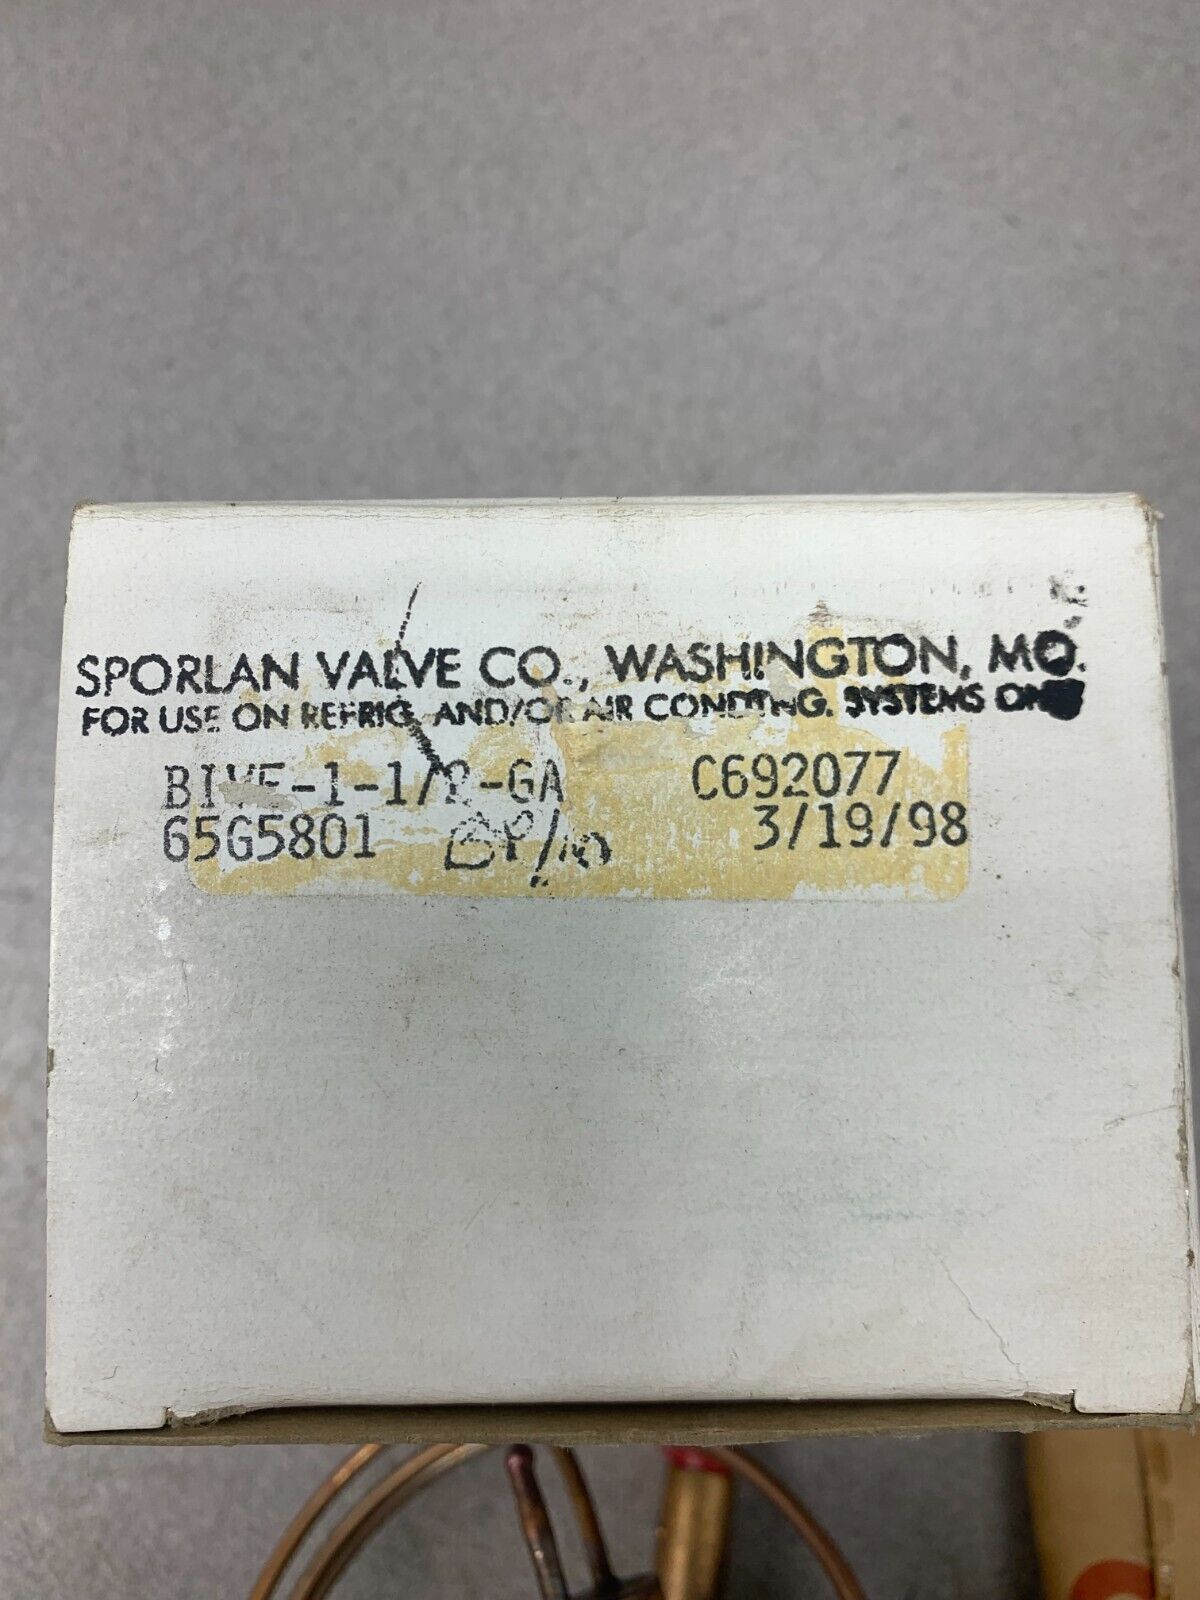 SPORLAN VALVE CO., WASHINGTON, MO.
FOR USE ON REFRIG. AND/OR AIR CONDTNG. SYSTEMS ONLY
BIVE-1-1/2-GA C692077
65G5801 3/19/98